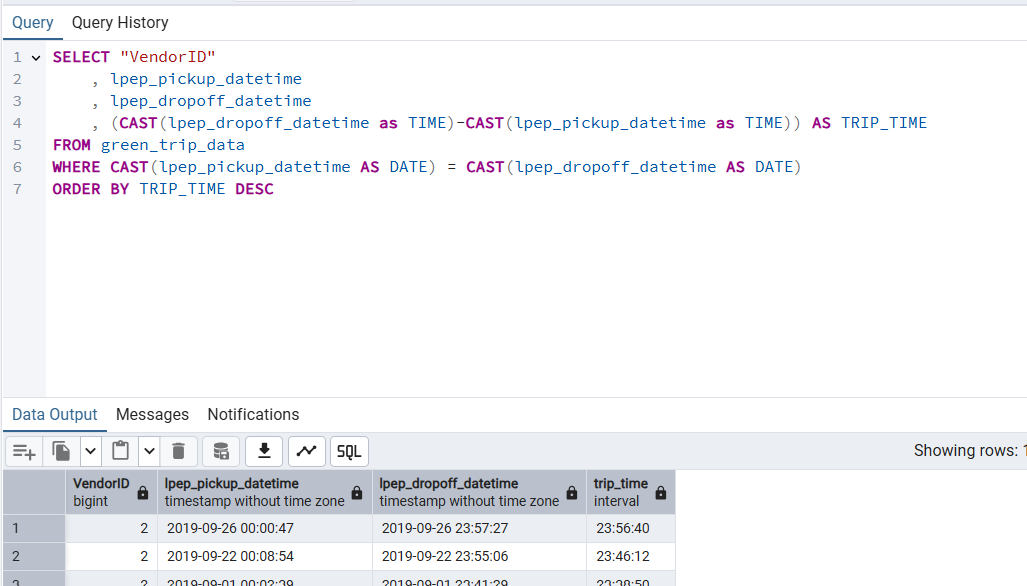 Query Query History
1 SELECT "VendorID"
2 , lpep_pickup_datetime
3 , lpep_dropoff_datetime
4 , (CAST(lpep_dropoff_datetime as TIME)-CAST(lpep_pickup_datetime as TIME)) AS TRIP_TIME
5 FROM green_trip_data
6 WHERE CAST(lpep_pickup_datetime AS DATE) = CAST(lpep_dropoff_datetime AS DATE)
7 ORDER BY TRIP_TIME DESC
Data Output Messages Notifications
SQL Showing rows: 1
VendorID lpep_pickup_datetime lpep_dropoff_datetime trip_time
bigint timestamp without time zone timestamp without time zone interval
1 2 2019-09-26 00:00:47 2019-09-26 23:57:27 23:56:40
2 2 2019-09-22 00:08:54 2019-09-22 23:55:06 23:46:12
3 2 2019-09-01 00:02:39 2019-09-01 23:41:29 23:38:50